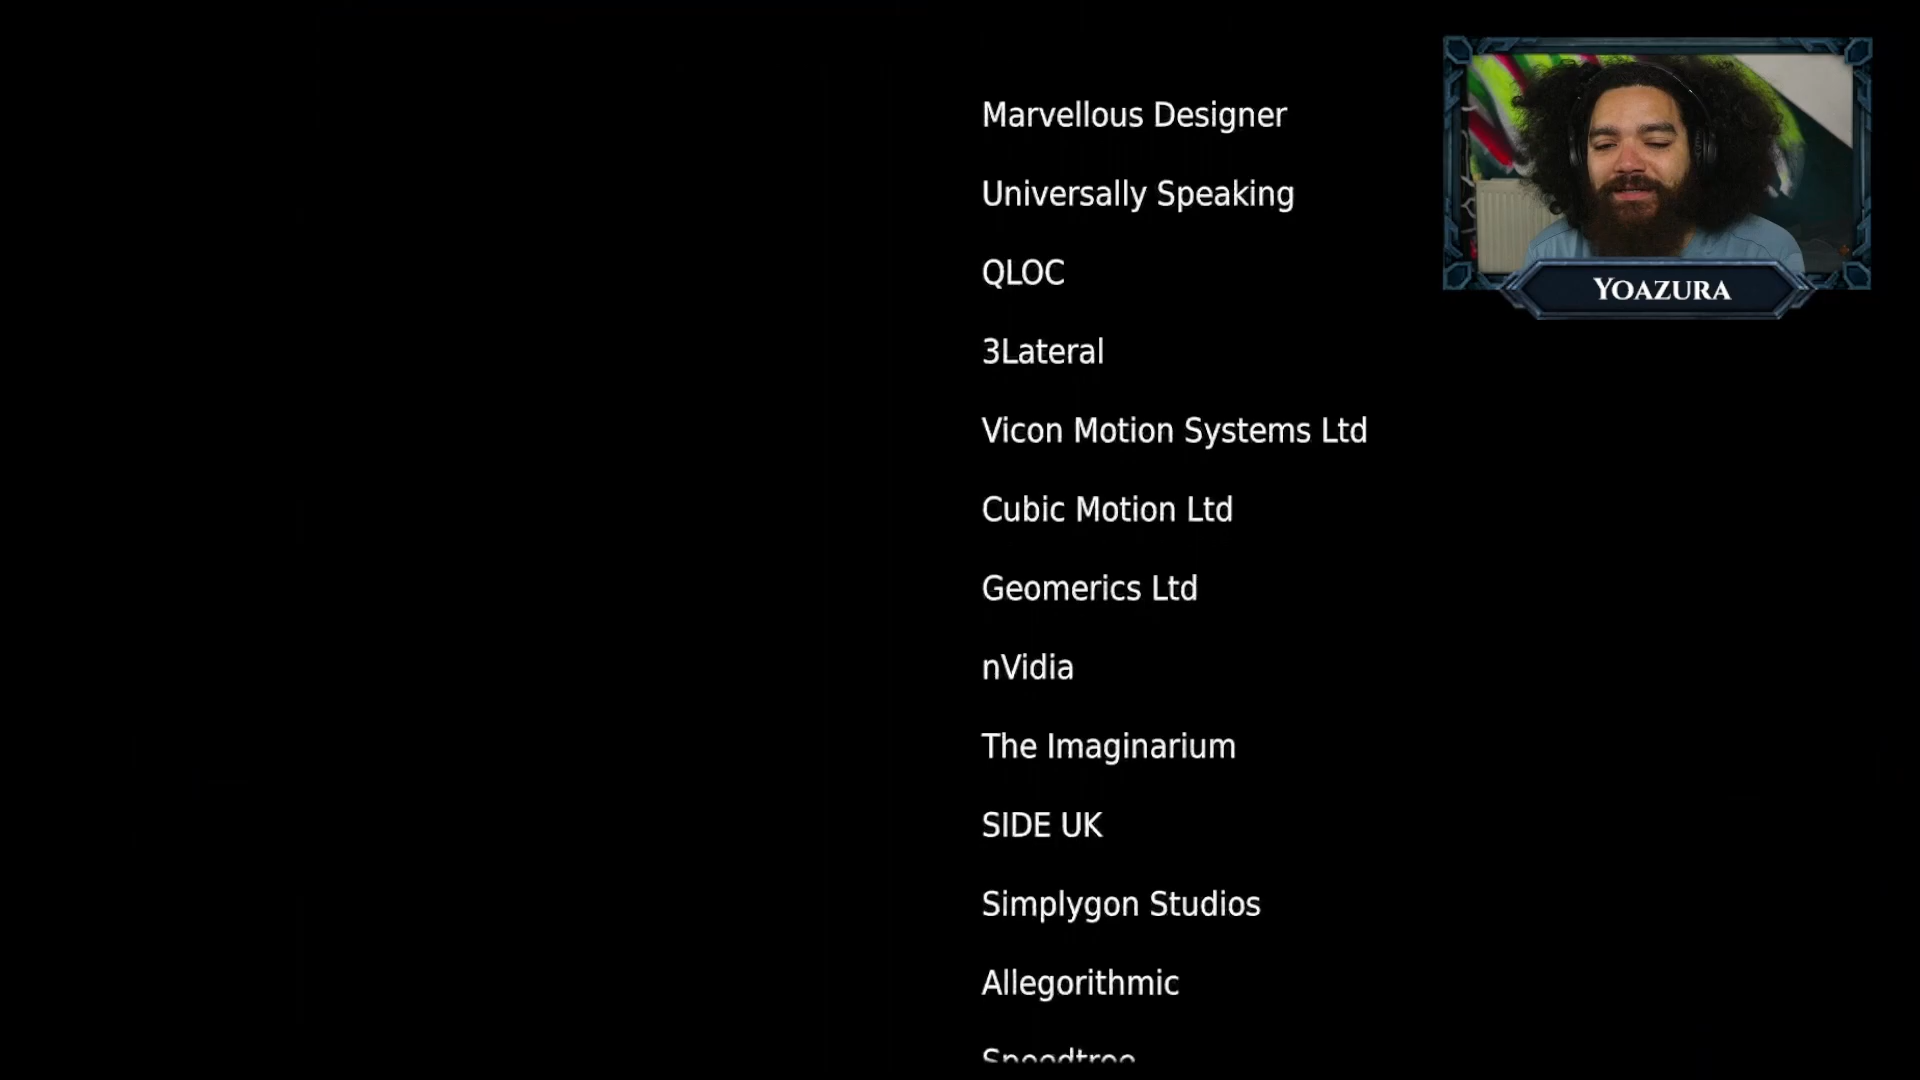 Marvellous Designer
Universally Speaking
QLOC
3Lateral
Vicon Motion Systems Ltd
Cubic Motion Ltd
Geomerics Ltd
nVidia
The Imaginarium
SIDE UK
Simplygon Studios
Allegorithmic
Speedtree
YOAZURA